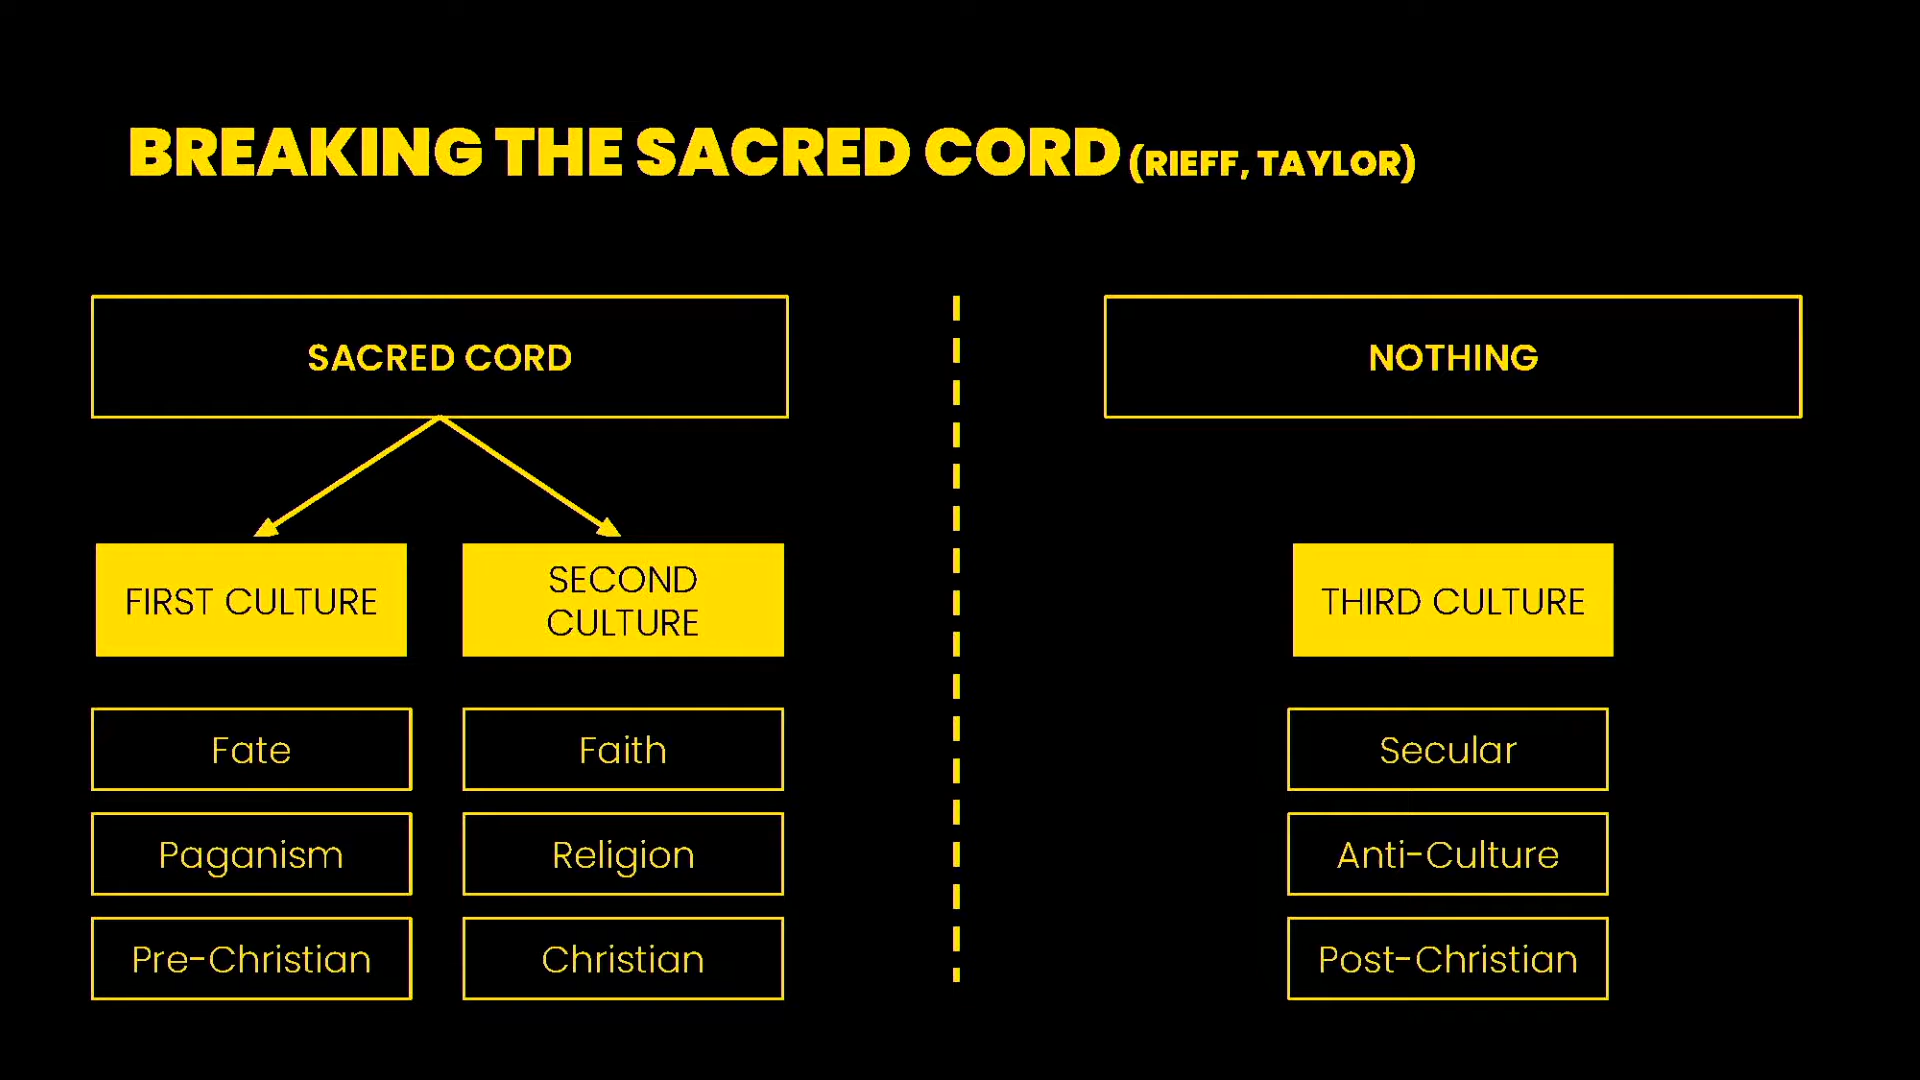 BREAKING THE SACRED CORD (RIEFF, TAYLOR)
SACRED CORD
NOTHING
FIRST CULTURE
SECOND
CULTURE
THIRD CULTURE
Fate
Faith
Secular
Paganism
Religion
Anti-Culture
Pre-Christian
Christian
Post-Christian